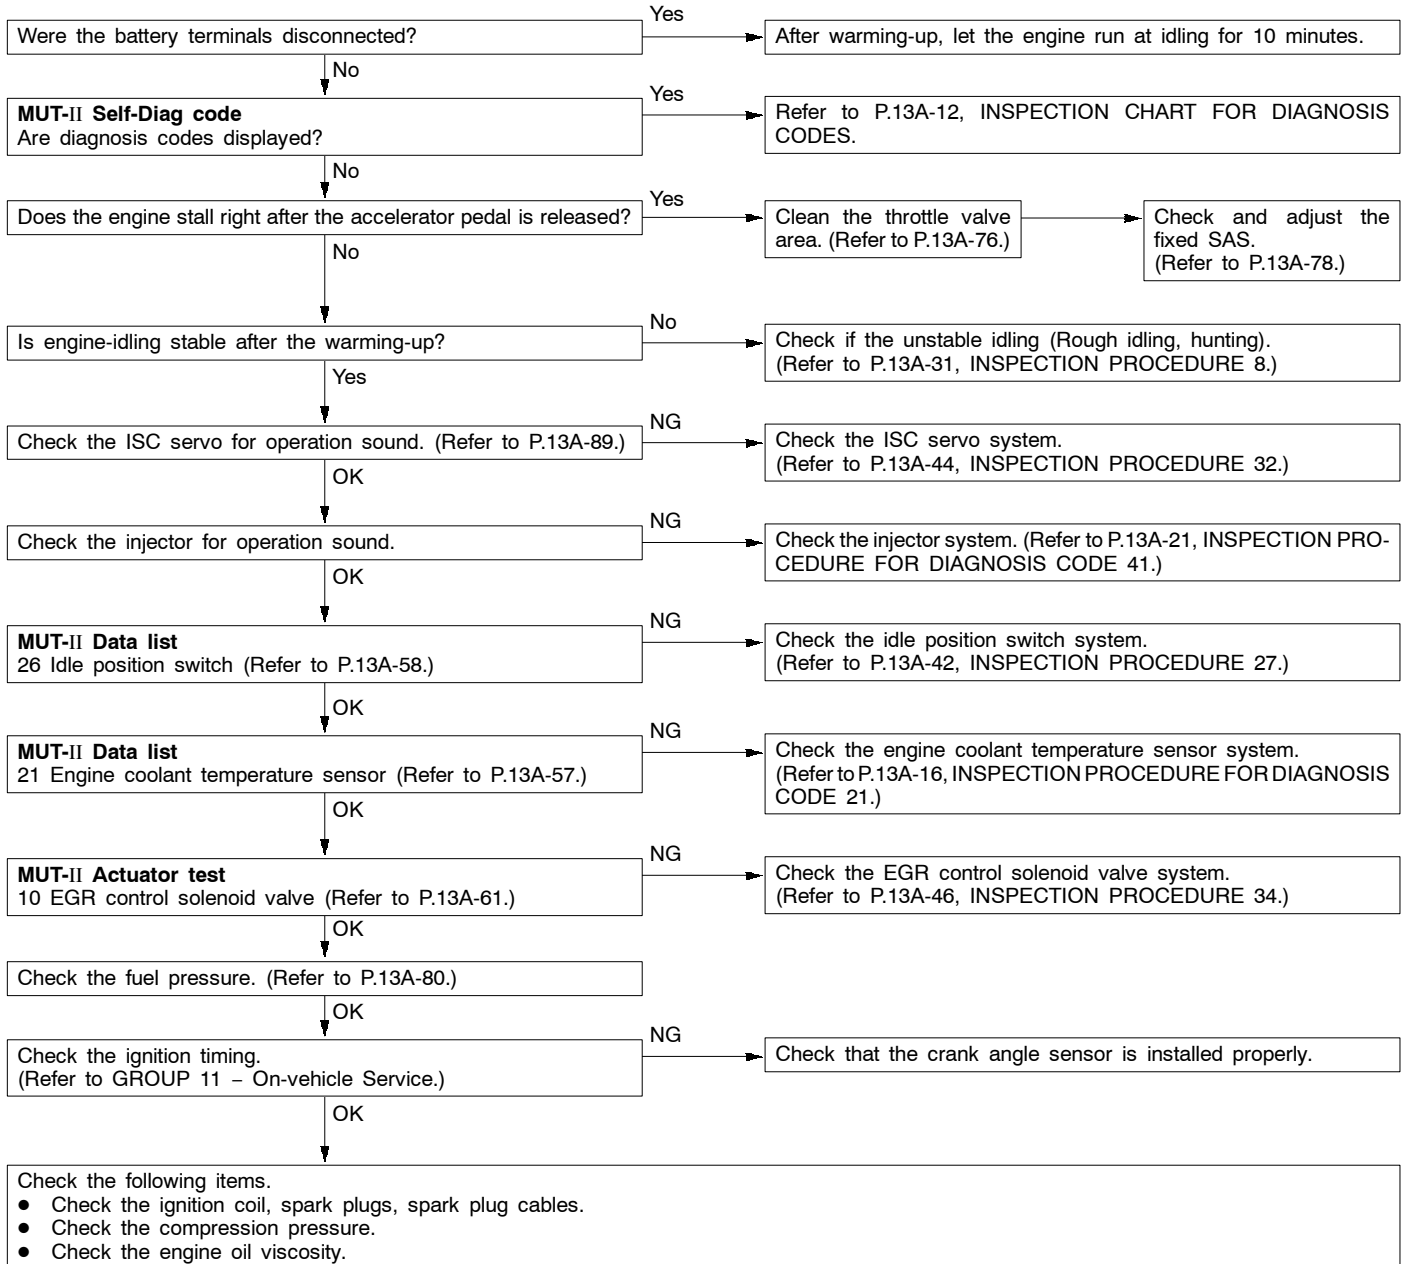 Were the battery terminals disconnected?
Yes
After warming-up, let the engine run at idling for 10 minutes.
No
MUT-II Self-Diag code
Are diagnosis codes displayed?
Yes
Refer to P.13A-12, INSPECTION CHART FOR DIAGNOSIS
CODES.
No
Does the engine stall right after the accelerator pedal is released?
Yes
Clean the throttle valve
area. (Refer to P.13A-76.)
Check and adjust the
fixed SAS.
(Refer to P.13A-78.)
No
Is engine-idling stable after the warming-up?
No
Check if the unstable idling (Rough idling, hunting).
(Refer to P.13A-31, INSPECTION PROCEDURE 8.)
Yes
Check the ISC servo for operation sound. (Refer to P.13A-89.)
NG
Check the ISC servo system.
(Refer to P.13A-44, INSPECTION PROCEDURE 32.)
OK
Check the injector for operation sound.
NG
Check the injector system. (Refer to P.13A-21, INSPECTION PRO-
CEDURE FOR DIAGNOSIS CODE 41.)
OK
MUT-II Data list
26 Idle position switch (Refer to P.13A-58.)
NG
Check the idle position switch system.
(Refer to P.13A-42, INSPECTION PROCEDURE 27.)
OK
MUT-II Data list
21 Engine coolant temperature sensor (Refer to P.13A-57.)
NG
Check the engine coolant temperature sensor system.
(Refer to P.13A-16, INSPECTION PROCEDURE FOR DIAGNOSIS
CODE 21.)
OK
MUT-II Actuator test
10 EGR control solenoid valve (Refer to P.13A-61.)
NG
Check the EGR control solenoid valve system.
(Refer to P.13A-46, INSPECTION PROCEDURE 34.)
OK
Check the fuel pressure. (Refer to P.13A-80.)
OK
Check the ignition timing.
(Refer to GROUP 11 – On-vehicle Service.)
NG
Check that the crank angle sensor is installed properly.
OK
Check the following items.
● Check the ignition coil, spark plugs, spark plug cables.
● Check the compression pressure.
● Check the engine oil viscosity.